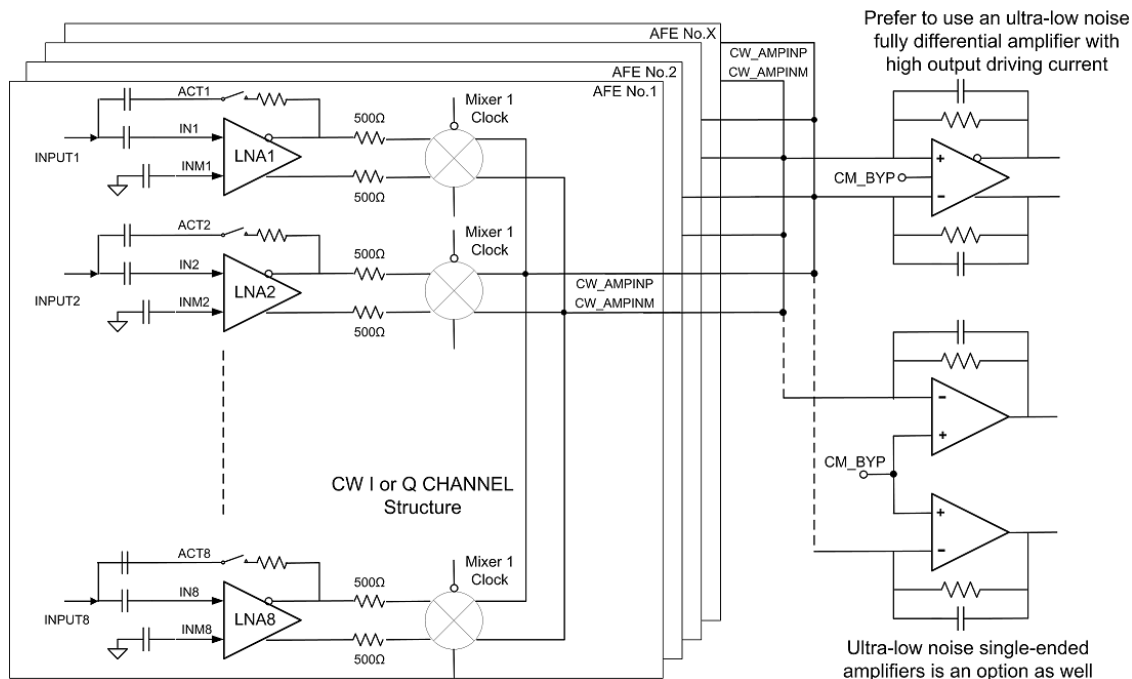 AFE No.X
AFE No.2
AFE No.1
CW_AMPINP
CW_AMPINM
Prefer to use an ultra-low noise
fully differential amplifier with
high output driving current
ACT1
IN1
INPUT1
INM1
LNA1
500Ω
500Ω
Mixer 1
Clock
+
CM_BYP
−
ACT2
IN2
INPUT2
INM2
LNA2
500Ω
500Ω
Mixer 1
Clock
CW_AMPINP
CW_AMPINM
−
+
CM_BYP
+
−
CW I or Q CHANNEL
Structure
ACT8
IN8
INPUT8
INM8
LNA8
500Ω
500Ω
Mixer 1
Clock
Ultra-low noise single-ended
amplifiers is an option as well